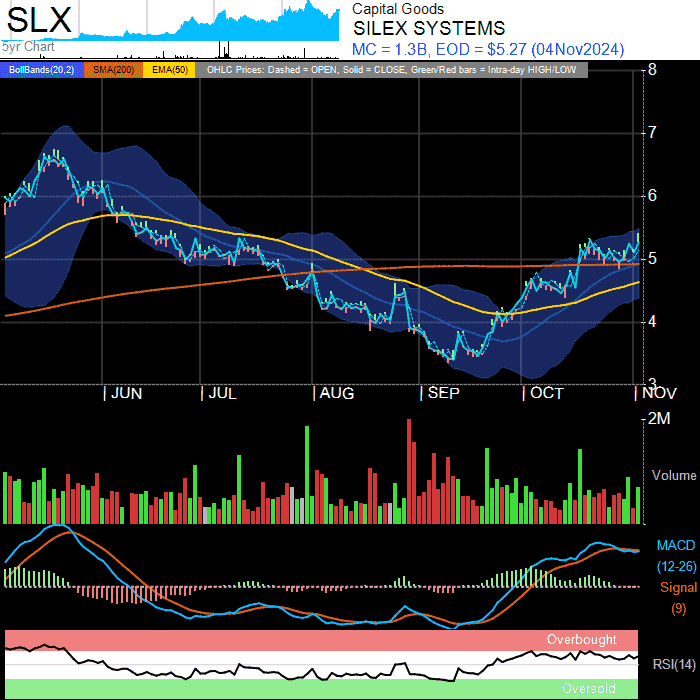 SLX
5yr Chart
Capital Goods
SILEX SYSTEMS
MC = 1.3B, EOD = $5.27 (04Nov2024)
BollBands(20,2) SMA(200) EMA(50) OHLC Prices: Dashed = OPEN, Solid = CLOSE, Green/Red bars = Intra-day HIGH/LOW
8
7
6
5
4
3
JUN JUL AUG SEP OCT NOV
2M
Volume
MACD
(12-26)
Signal
(9)
Overbought
RSI(14)
Oversold